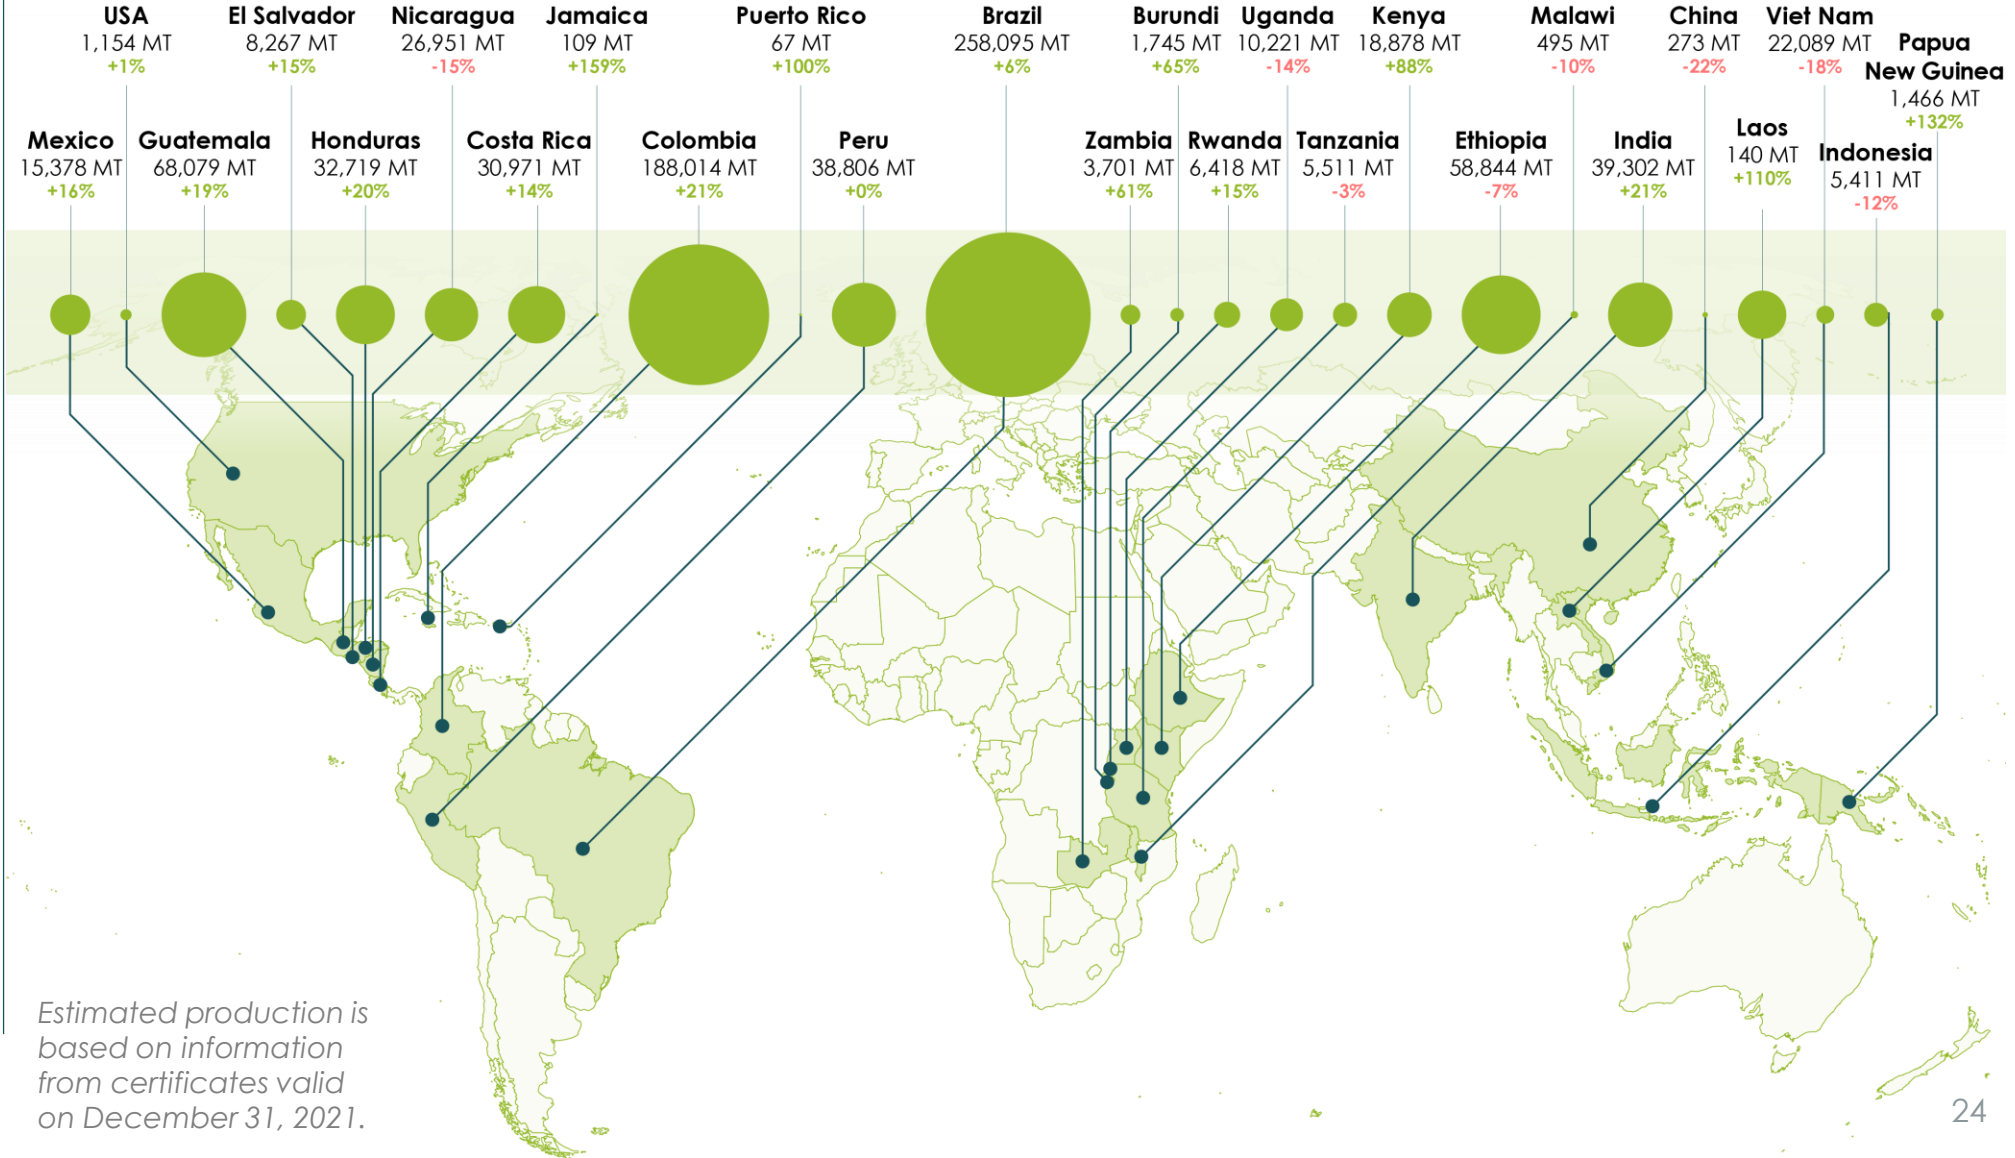 USA
1,154 MT
+1%
El Salvador
8,267 MT
+15%
Nicaragua
26,951 MT
-15%
Jamaica
109 MT
+159%
Puerto Rico
67 MT
+100%
Brazil
258,095 MT
+6%
Burundi
1,745 MT
+65%
Uganda
10,221 MT
-14%
Kenya
18,878 MT
+88%
Malawi
495 MT
-10%
China
273 MT
-22%
Viet Nam
22,089 MT
-18%
Papua
New Guinea
1,466 MT
+132%
Mexico
15,378 MT
+16%
Guatemala
68,079 MT
+19%
Honduras
32,719 MT
+20%
Costa Rica
30,971 MT
+14%
Colombia
188,014 MT
+21%
Peru
38,806 MT
+0%
Zambia
3,701 MT
+61%
Rwanda
6,418 MT
+15%
Tanzania
5,511 MT
-3%
Ethiopia
58,844 MT
-7%
India
39,302 MT
+21%
Laos
140 MT
+110%
Indonesia
5,411 MT
-12%
Estimated production is
based on information
from certificates valid
on December 31, 2021.
24